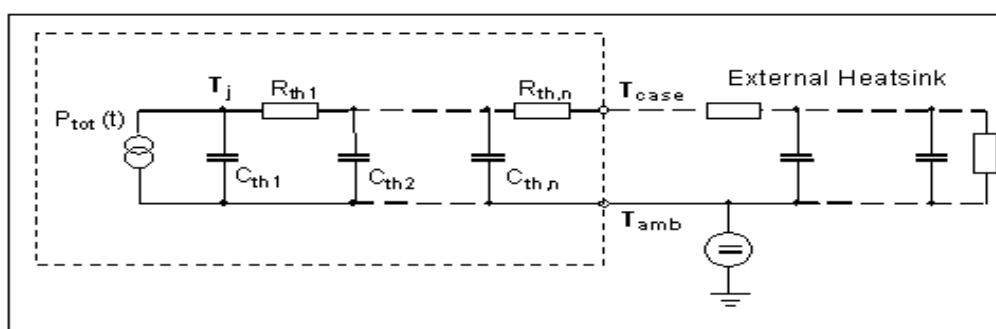 External Heatsink
T_j
R_th1
R_th,n
T_case
P_tot (t)
C_th1
C_th2
C_th,n
T_amb